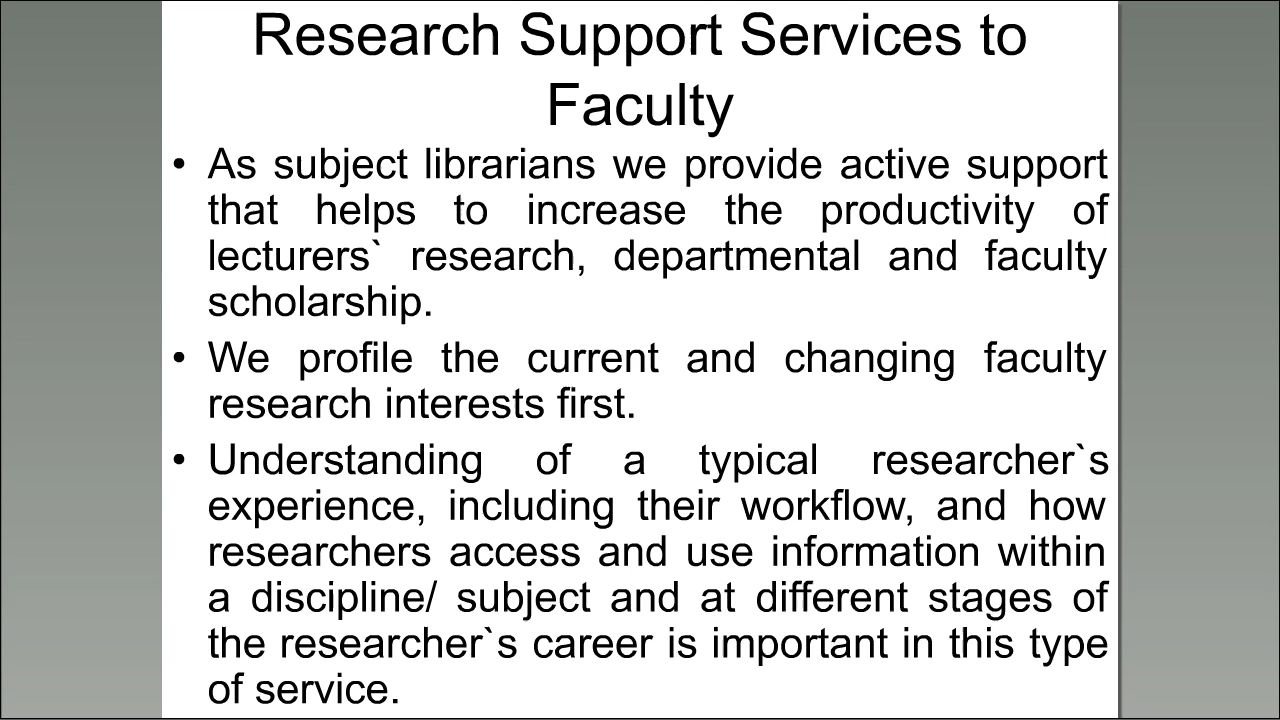 Research Support Services to
Faculty
• As subject librarians we provide active support
that helps to increase the productivity of
lecturers` research, departmental and faculty
scholarship.
• We profile the current and changing faculty
research interests first.
• Understanding of a typical researcher`s
experience, including their workflow, and how
researchers access and use information within
a discipline/ subject and at different stages of
the researcher`s career is important in this type
of service.